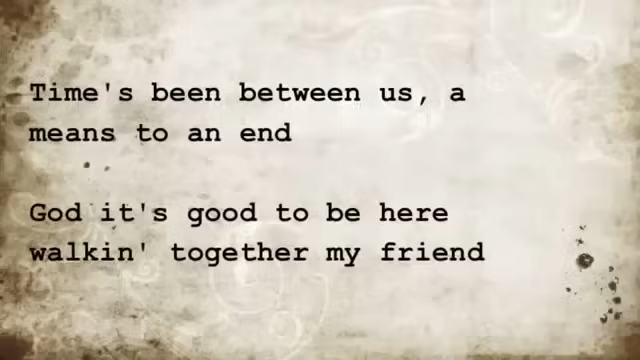 Time's been between us, a
means to an end
God it's good to be here
walkin' together my friend